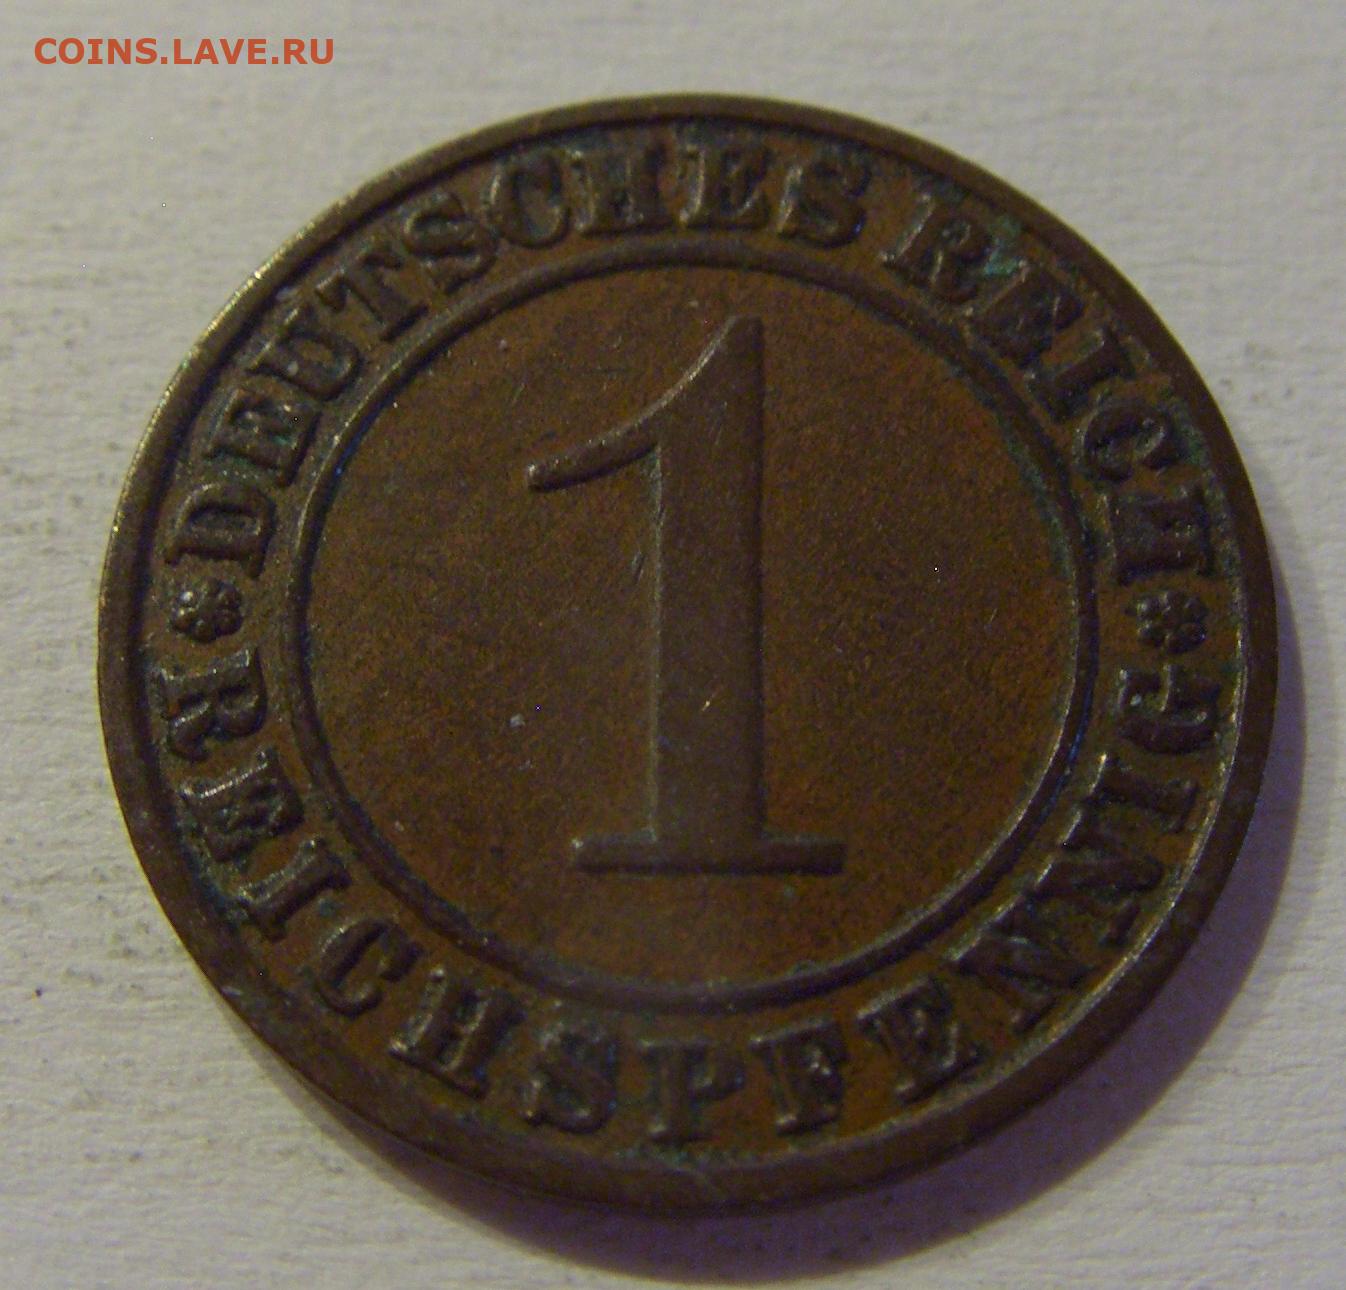 COINS.LAVE.RU
DEUTSCHES REICH
1
REICHSPFENNIG